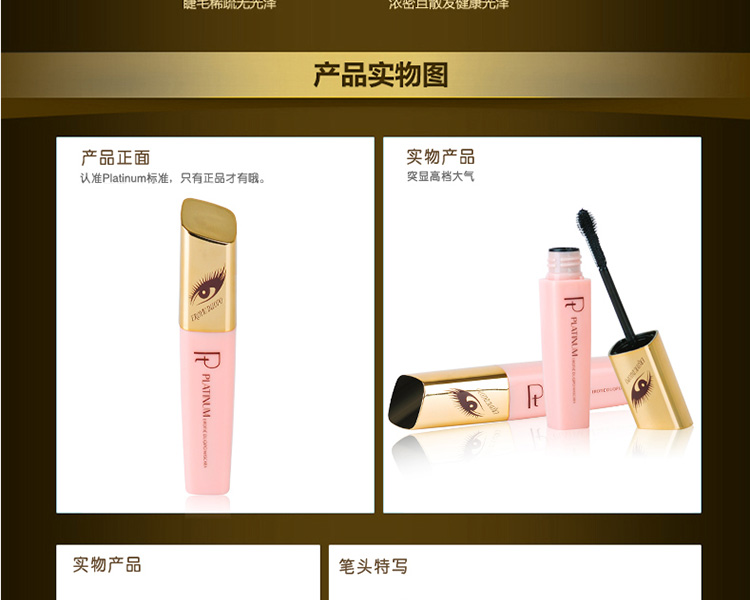 睫毛稀疏无光泽
浓密且散发健康光泽
产品实物图
产品正面
认准Platinum标准，只有正品才有哦。
实物产品
突显高档大气
Pt
PLATINUM
Pt
PLATINUM
Pt
实物产品
笔头特写